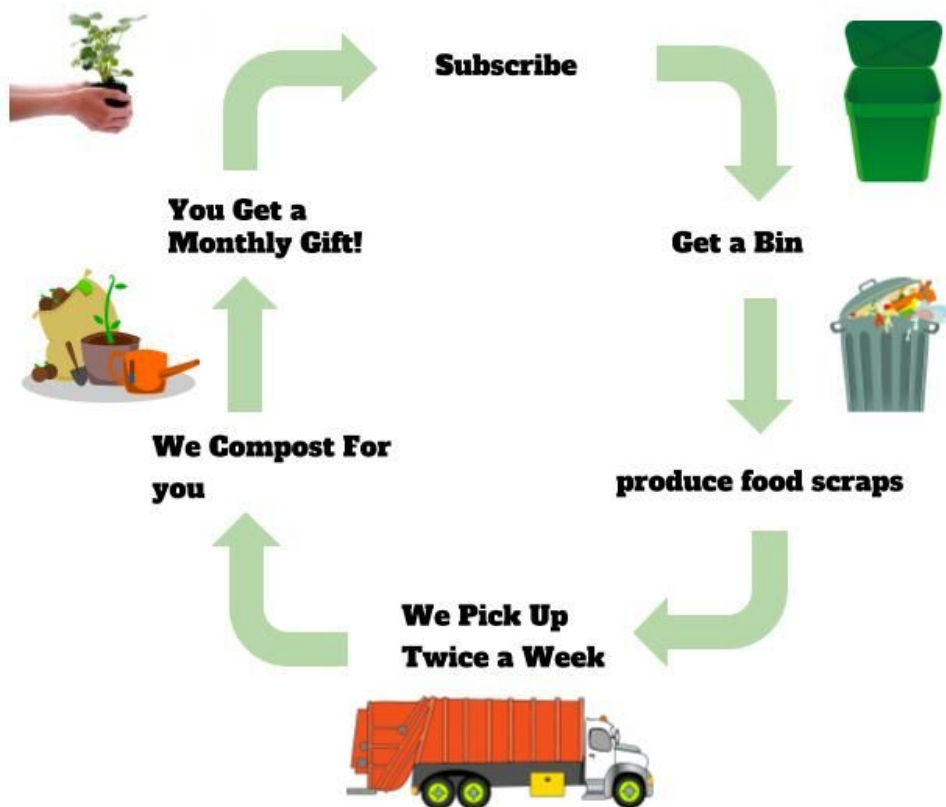 Subscribe
Get a Bin
produce food scraps
We Pick Up
Twice a Week
We Compost For
you
You Get a
Monthly Gift!